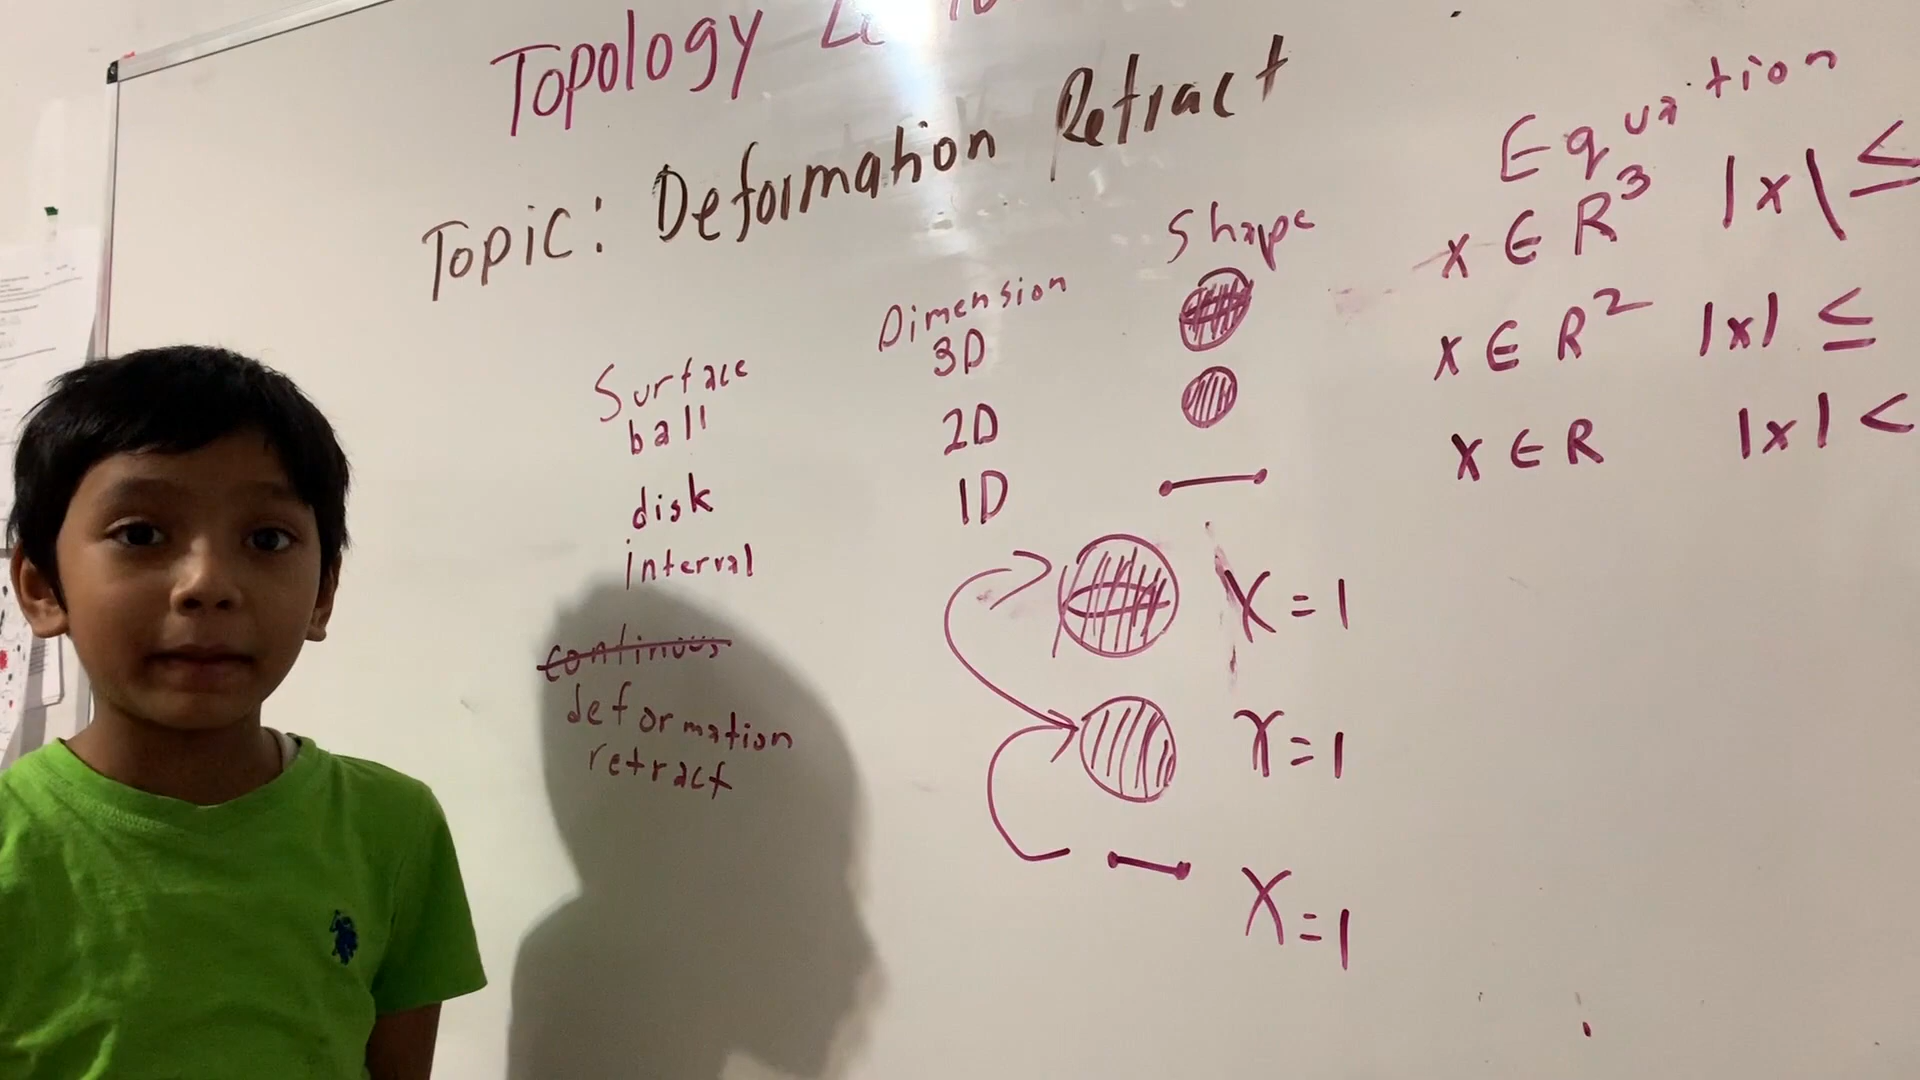 Topology
Topic: Deformation Retract
Surface Dimension Shape Equation
ball 3D x ∈ R³ |x| ≤
disk 2D x ∈ R² |x| ≤
interval 1D x ∈ R |x| <
continuous
deformation
retract
χ = 1
χ = 1
χ = 1